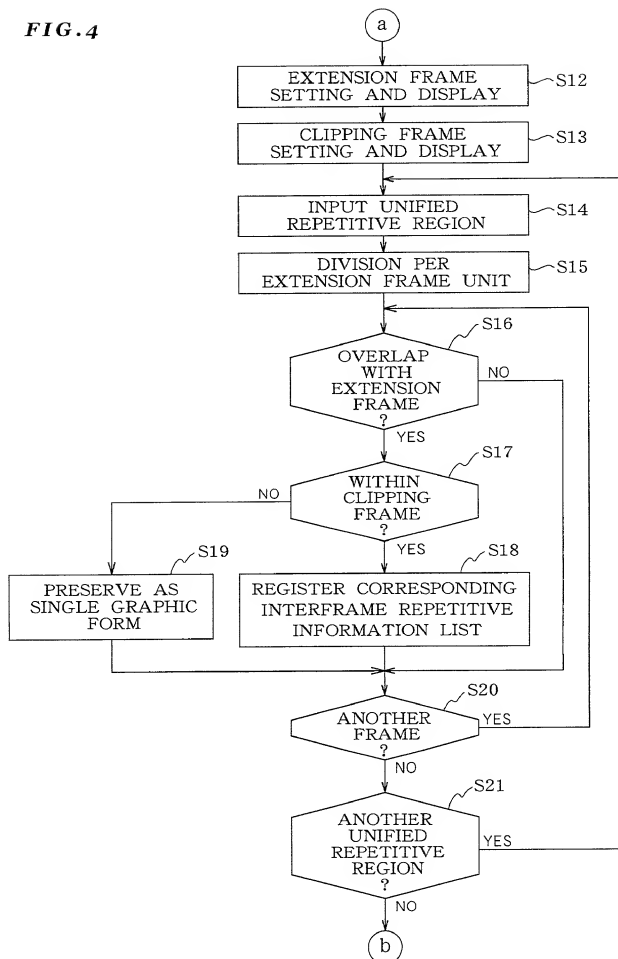 FIG.4
a
EXTENSION FRAME
SETTING AND DISPLAY
S12
CLIPPING FRAME
SETTING AND DISPLAY
S13
INPUT UNIFIED
REPETITIVE REGION
S14
DIVISION PER
EXTENSION FRAME UNIT
S15
S16
OVERLAP
WITH
EXTENSION
FRAME
?
NO
YES
S17
WITHIN
CLIPPING
FRAME
?
NO
YES
S19
PRESERVE AS
SINGLE GRAPHIC
FORM
S18
REGISTER CORRESPONDING
INTERFRAME REPETITIVE
INFORMATION LIST
S20
ANOTHER
FRAME
?
YES
NO
S21
ANOTHER
UNIFIED
REPETITIVE
REGION
?
YES
NO
b